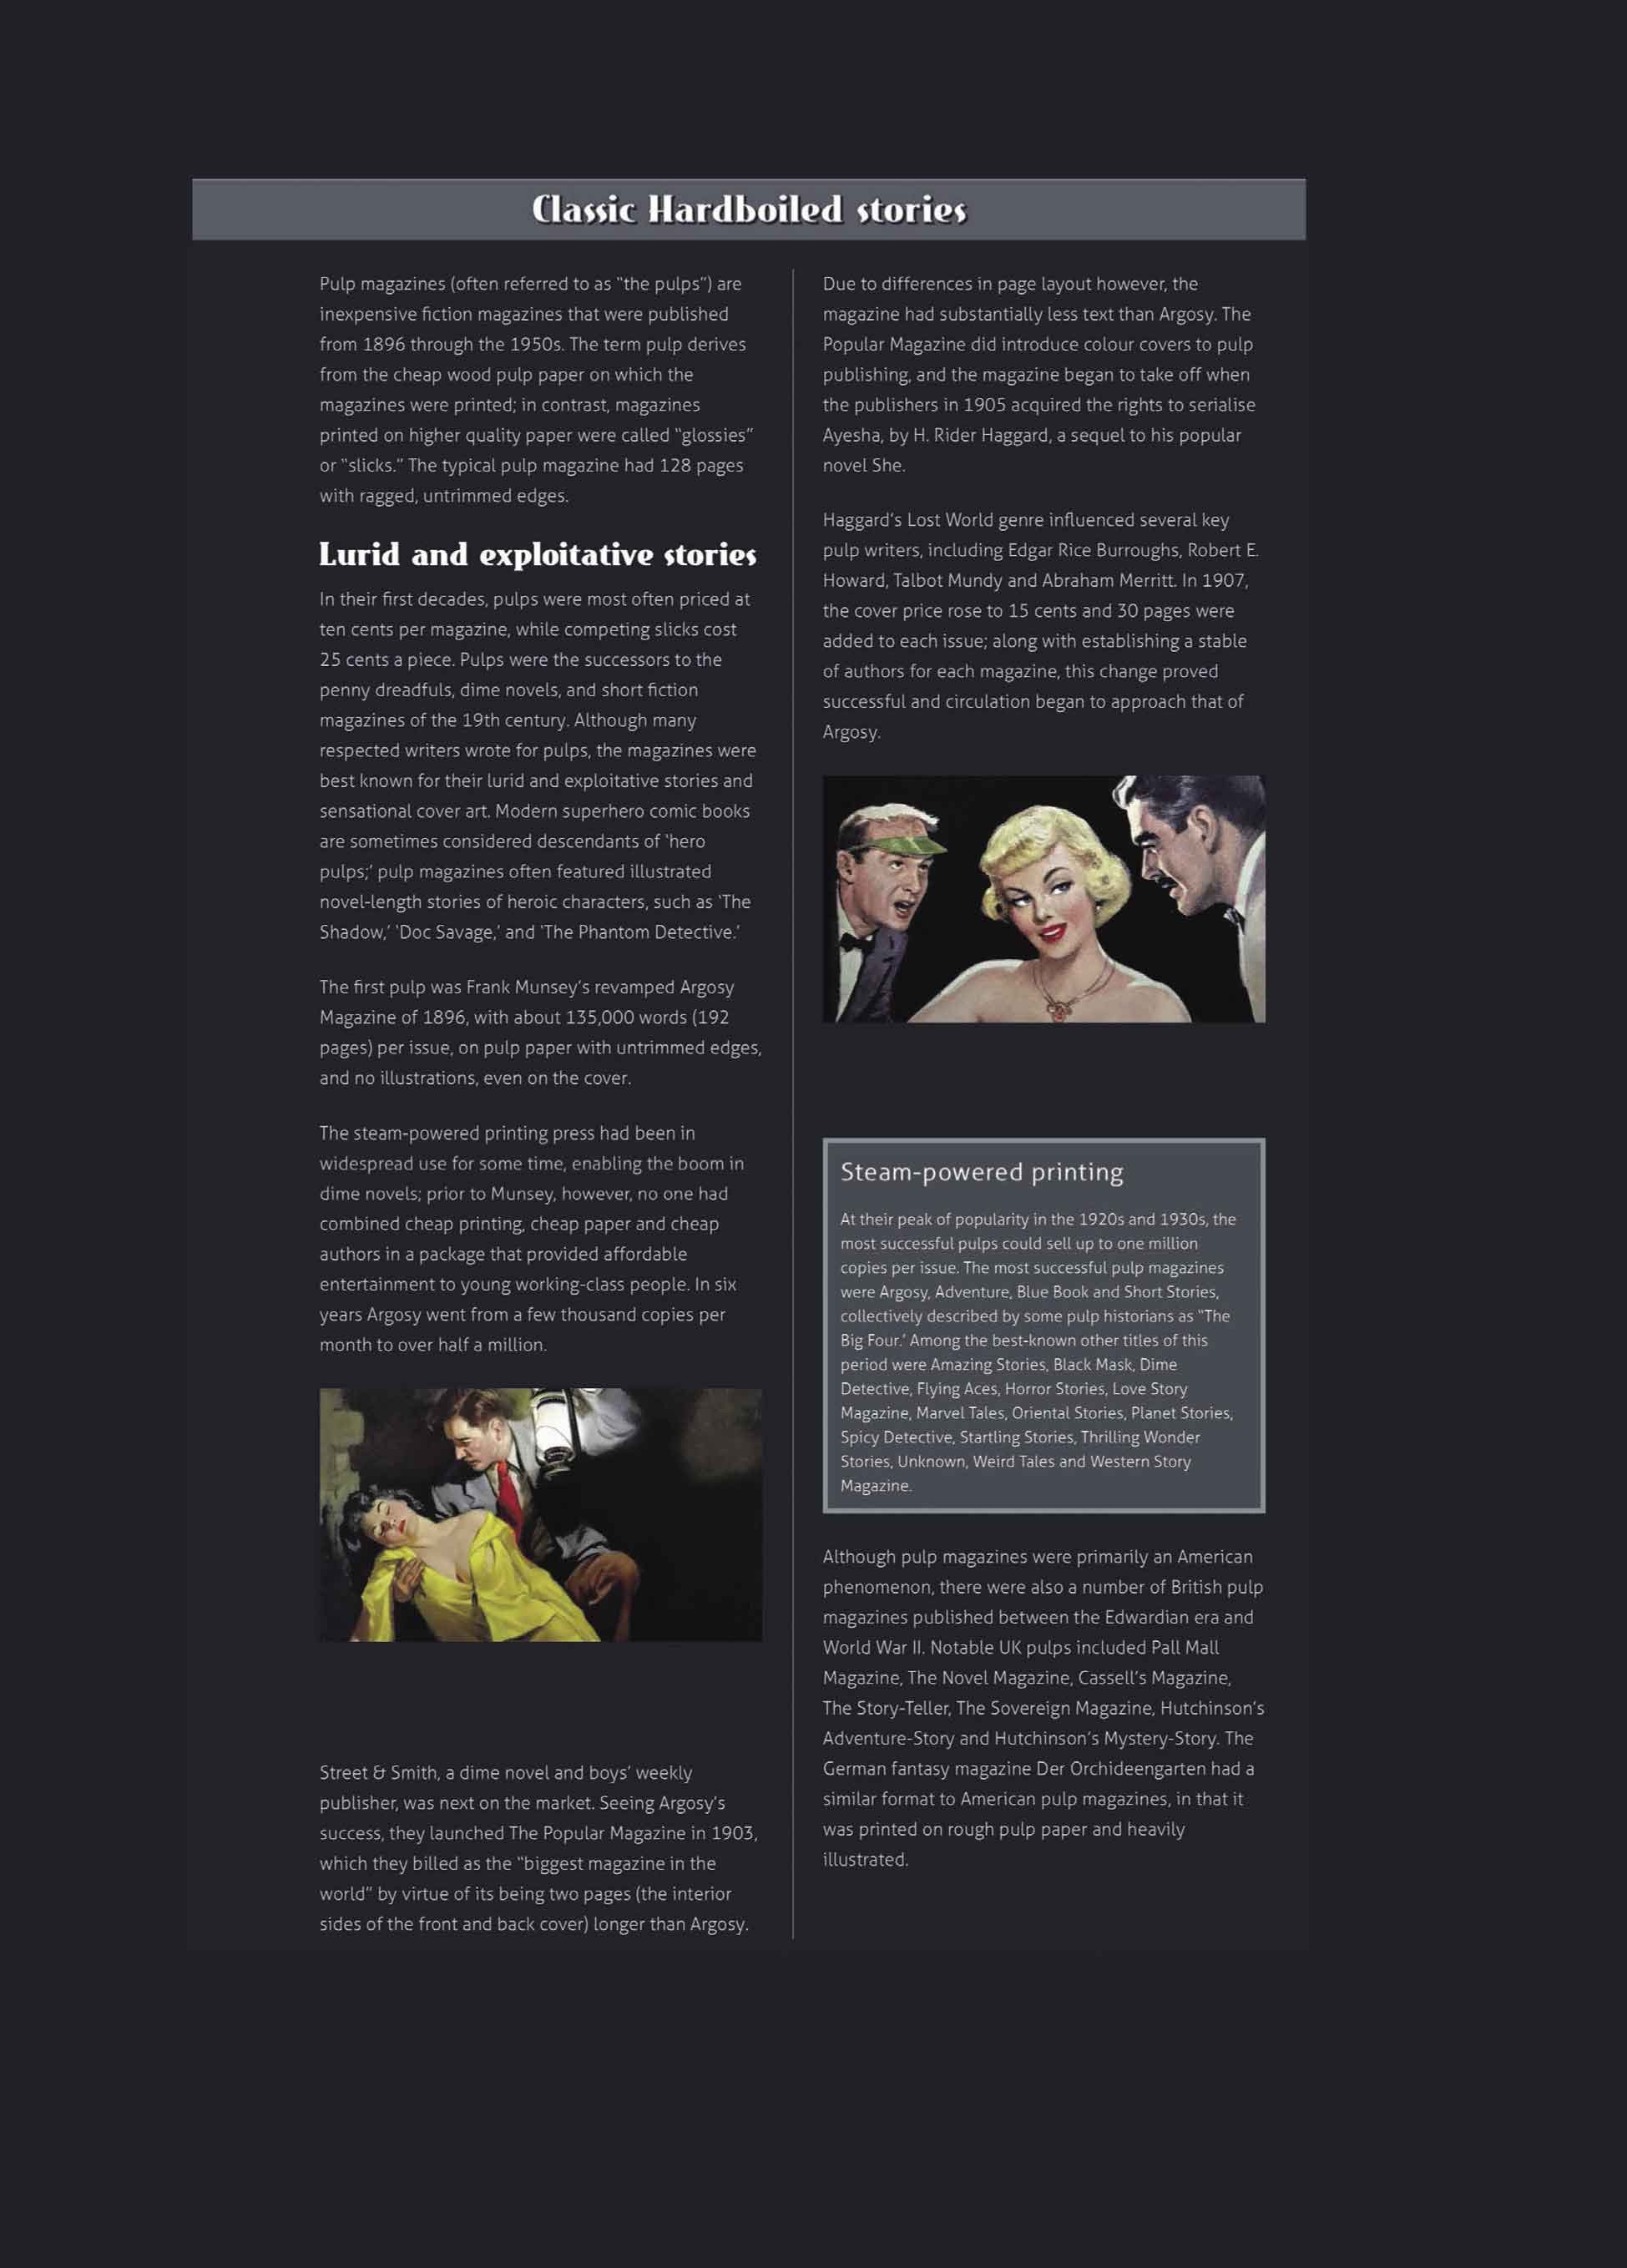 Classic Hardboiled stories
Pulp magazines (often referred to as “the pulps”) are
inexpensive fiction magazines that were published
from 1896 through the 1950s. The term pulp derives
from the cheap wood pulp paper on which the
magazines were printed; in contrast, magazines
printed on higher quality paper were called “glossies”
or “slicks.” The typical pulp magazine had 128 pages
with ragged, untrimmed edges.
Lurid and exploitative stories
In their first decades, pulps were most often priced at
ten cents per magazine, while competing slicks cost
25 cents a piece. Pulps were the successors to the
penny dreadfuls, dime novels, and short fiction
magazines of the 19th century. Although many
respected writers wrote for pulps, the magazines were
best known for their lurid and exploitative stories and
sensational cover art. Modern superhero comic books
are sometimes considered descendants of ‘hero
pulps;’ pulp magazines often featured illustrated
novel-length stories of heroic characters, such as ‘The
Shadow,’ ‘Doc Savage,’ and ‘The Phantom Detective.’
The first pulp was Frank Munsey’s revamped Argosy
Magazine of 1896, with about 135,000 words (192
pages) per issue, on pulp paper with untrimmed edges,
and no illustrations, even on the cover.
The steam-powered printing press had been in
widespread use for some time, enabling the boom in
dime novels; prior to Munsey, however, no one had
combined cheap printing, cheap paper and cheap
authors in a package that provided affordable
entertainment to young working-class people. In six
years Argosy went from a few thousand copies per
month to over half a million.
Street & Smith, a dime novel and boys’ weekly
publisher, was next on the market. Seeing Argosy’s
success, they launched The Popular Magazine in 1903,
which they billed as the “biggest magazine in the
world” by virtue of its being two pages (the interior
sides of the front and back cover) longer than Argosy.
Due to differences in page layout however, the
magazine had substantially less text than Argosy. The
Popular Magazine did introduce colour covers to pulp
publishing, and the magazine began to take off when
the publishers in 1905 acquired the rights to serialise
Ayesha, by H. Rider Haggard, a sequel to his popular
novel She.
Haggard’s Lost World genre influenced several key
pulp writers, including Edgar Rice Burroughs, Robert E.
Howard, Talbot Mundy and Abraham Merritt. In 1907,
the cover price rose to 15 cents and 30 pages were
added to each issue; along with establishing a stable
of authors for each magazine, this change proved
successful and circulation began to approach that of
Argosy.
Steam-powered printing
At their peak of popularity in the 1920s and 1930s, the
most successful pulps could sell up to one million
copies per issue. The most successful pulp magazines
were Argosy, Adventure, Blue Book and Short Stories,
collectively described by some pulp historians as "The
Big Four.’ Among the best-known other titles of this
period were Amazing Stories, Black Mask, Dime
Detective, Flying Aces, Horror Stories, Love Story
Magazine, Marvel Tales, Oriental Stories, Planet Stories,
Spicy Detective, Startling Stories, Thrilling Wonder
Stories, Unknown, Weird Tales and Western Story
Magazine.
Although pulp magazines were primarily an American
phenomenon, there were also a number of British pulp
magazines published between the Edwardian era and
World War II. Notable UK pulps included Pall Mall
Magazine, The Novel Magazine, Cassell’s Magazine,
The Story-Teller, The Sovereign Magazine, Hutchinson’s
Adventure-Story and Hutchinson’s Mystery-Story. The
German fantasy magazine Der Orchideengarten had a
similar format to American pulp magazines, in that it
was printed on rough pulp paper and heavily
illustrated.